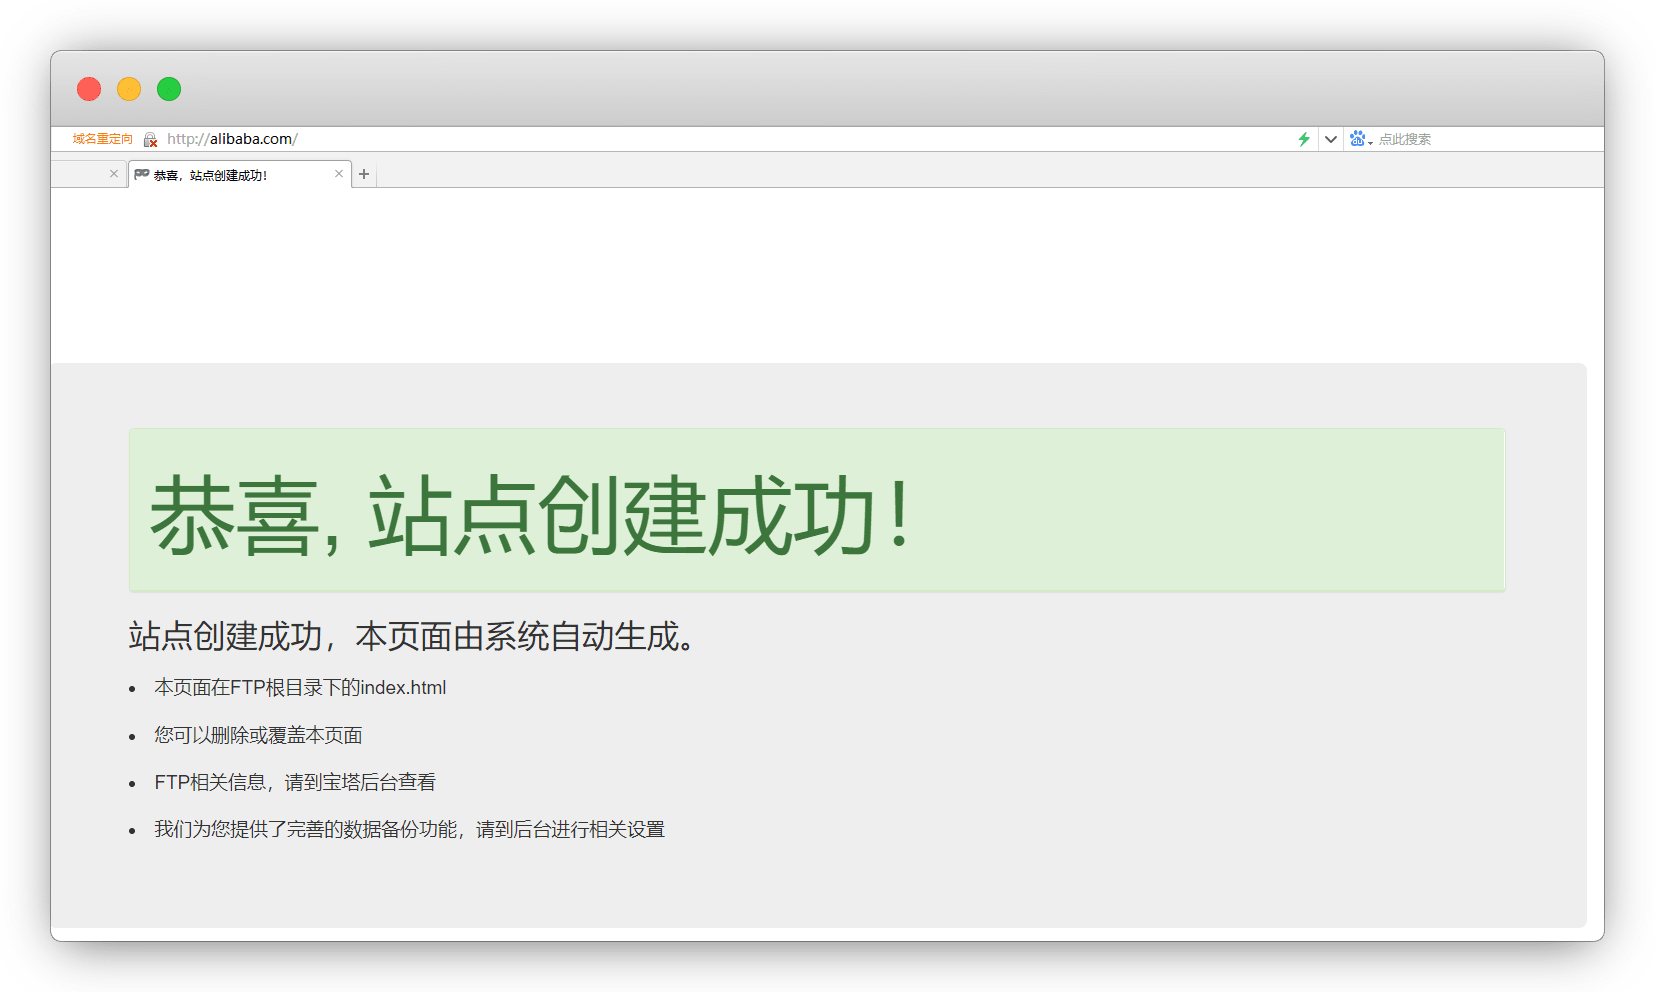 域名重定向 http://alibaba.com/ 点此搜索
恭喜，站点创建成功！
恭喜, 站点创建成功！
站点创建成功，本页面由系统自动生成。
• 本页面在FTP根目录下的index.html
• 您可以删除或覆盖本页面
• FTP相关信息，请到宝塔后台查看
• 我们为您提供了完善的数据备份功能，请到后台进行相关设置